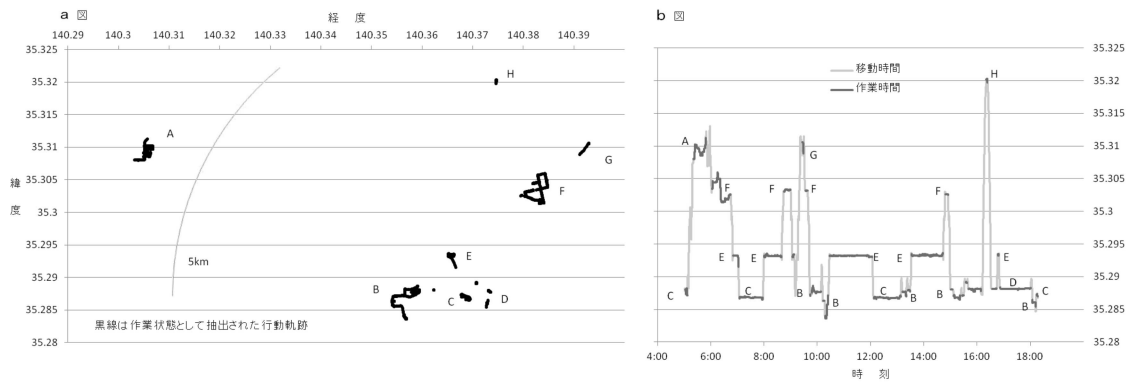 a 図
経 度
140.29 140.3 140.31 140.32 140.33 140.34 140.35 140.36 140.37 140.38 140.39
35.325
35.32
35.315
35.31
35.305
35.3
35.295
35.29
35.285
35.28
緯度
A
H
G
F
E
B
C
D
5km
黒線は作業状態として抽出された行動軌跡
b 図
移動時間
作業時間
H
A
G
F
F
F
F
E
E
E
E
E
C
C
B
B
C
B
B
D
B
C
35.325
35.32
35.315
35.31
35.305
35.3
35.295
35.29
35.285
35.28
4:00 6:00 8:00 10:00 12:00 14:00 16:00 18:00
時 刻